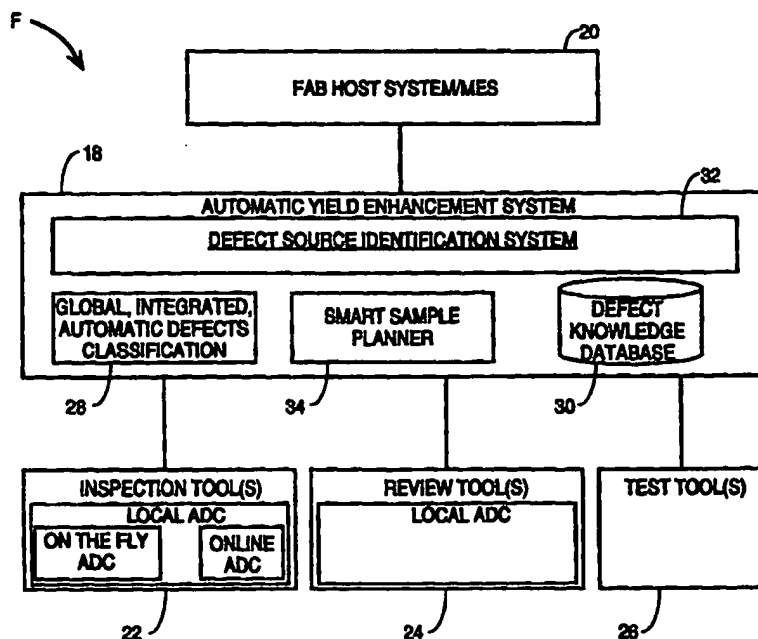 F
20
FAB HOST SYSTEM/MES
18
32
AUTOMATIC YIELD ENHANCEMENT SYSTEM
DEFECT SOURCE IDENTIFICATION SYSTEM
GLOBAL, INTEGRATED,
AUTOMATIC DEFECTS
CLASSIFICATION
SMART SAMPLE
PLANNER
DEFECT
KNOWLEDGE
DATABASE
28
34
30
INSPECTION TOOL(S)
LOCAL ADC
ON THE FLY
ADC
ONLINE
ADC
REVIEW TOOL(S)
LOCAL ADC
TEST TOOL(S)
22
24
26